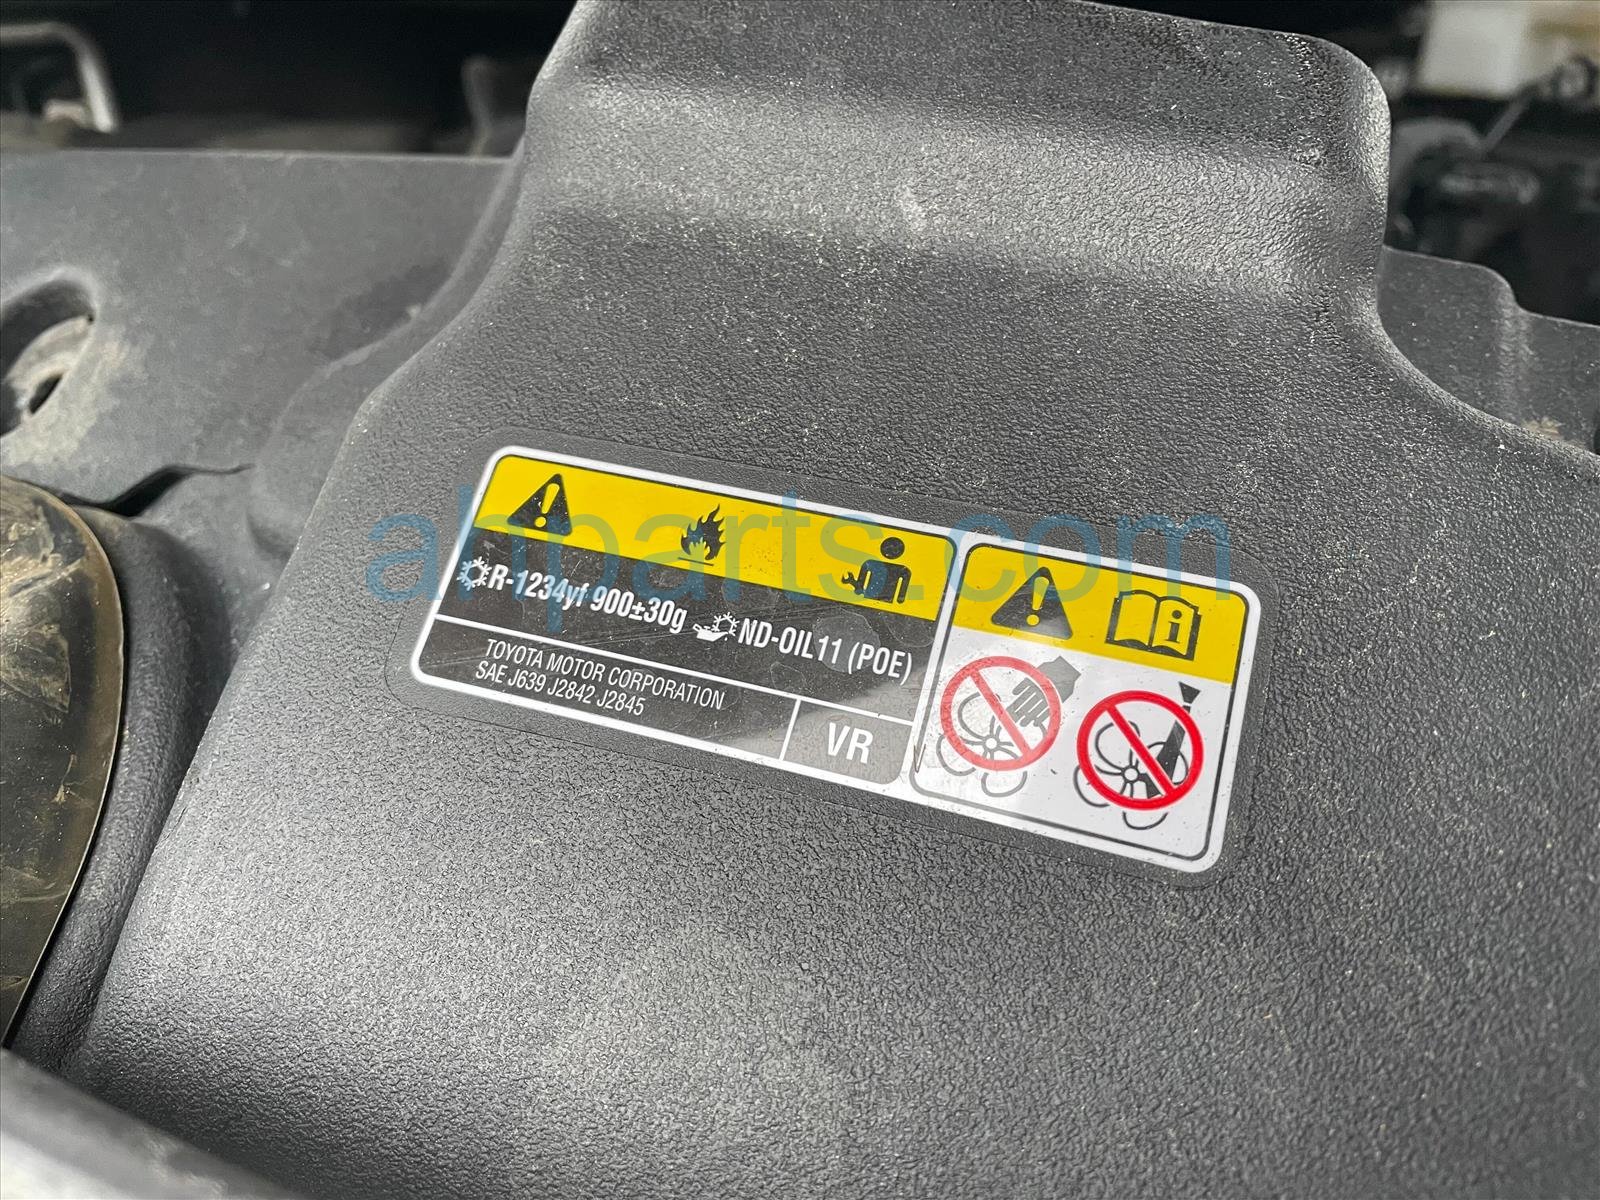 R-1234yf 900±30g ND-OIL11 (POE)
TOYOTA MOTOR CORPORATION
SAE J639 J2842 J2845
VR
ahparts.com